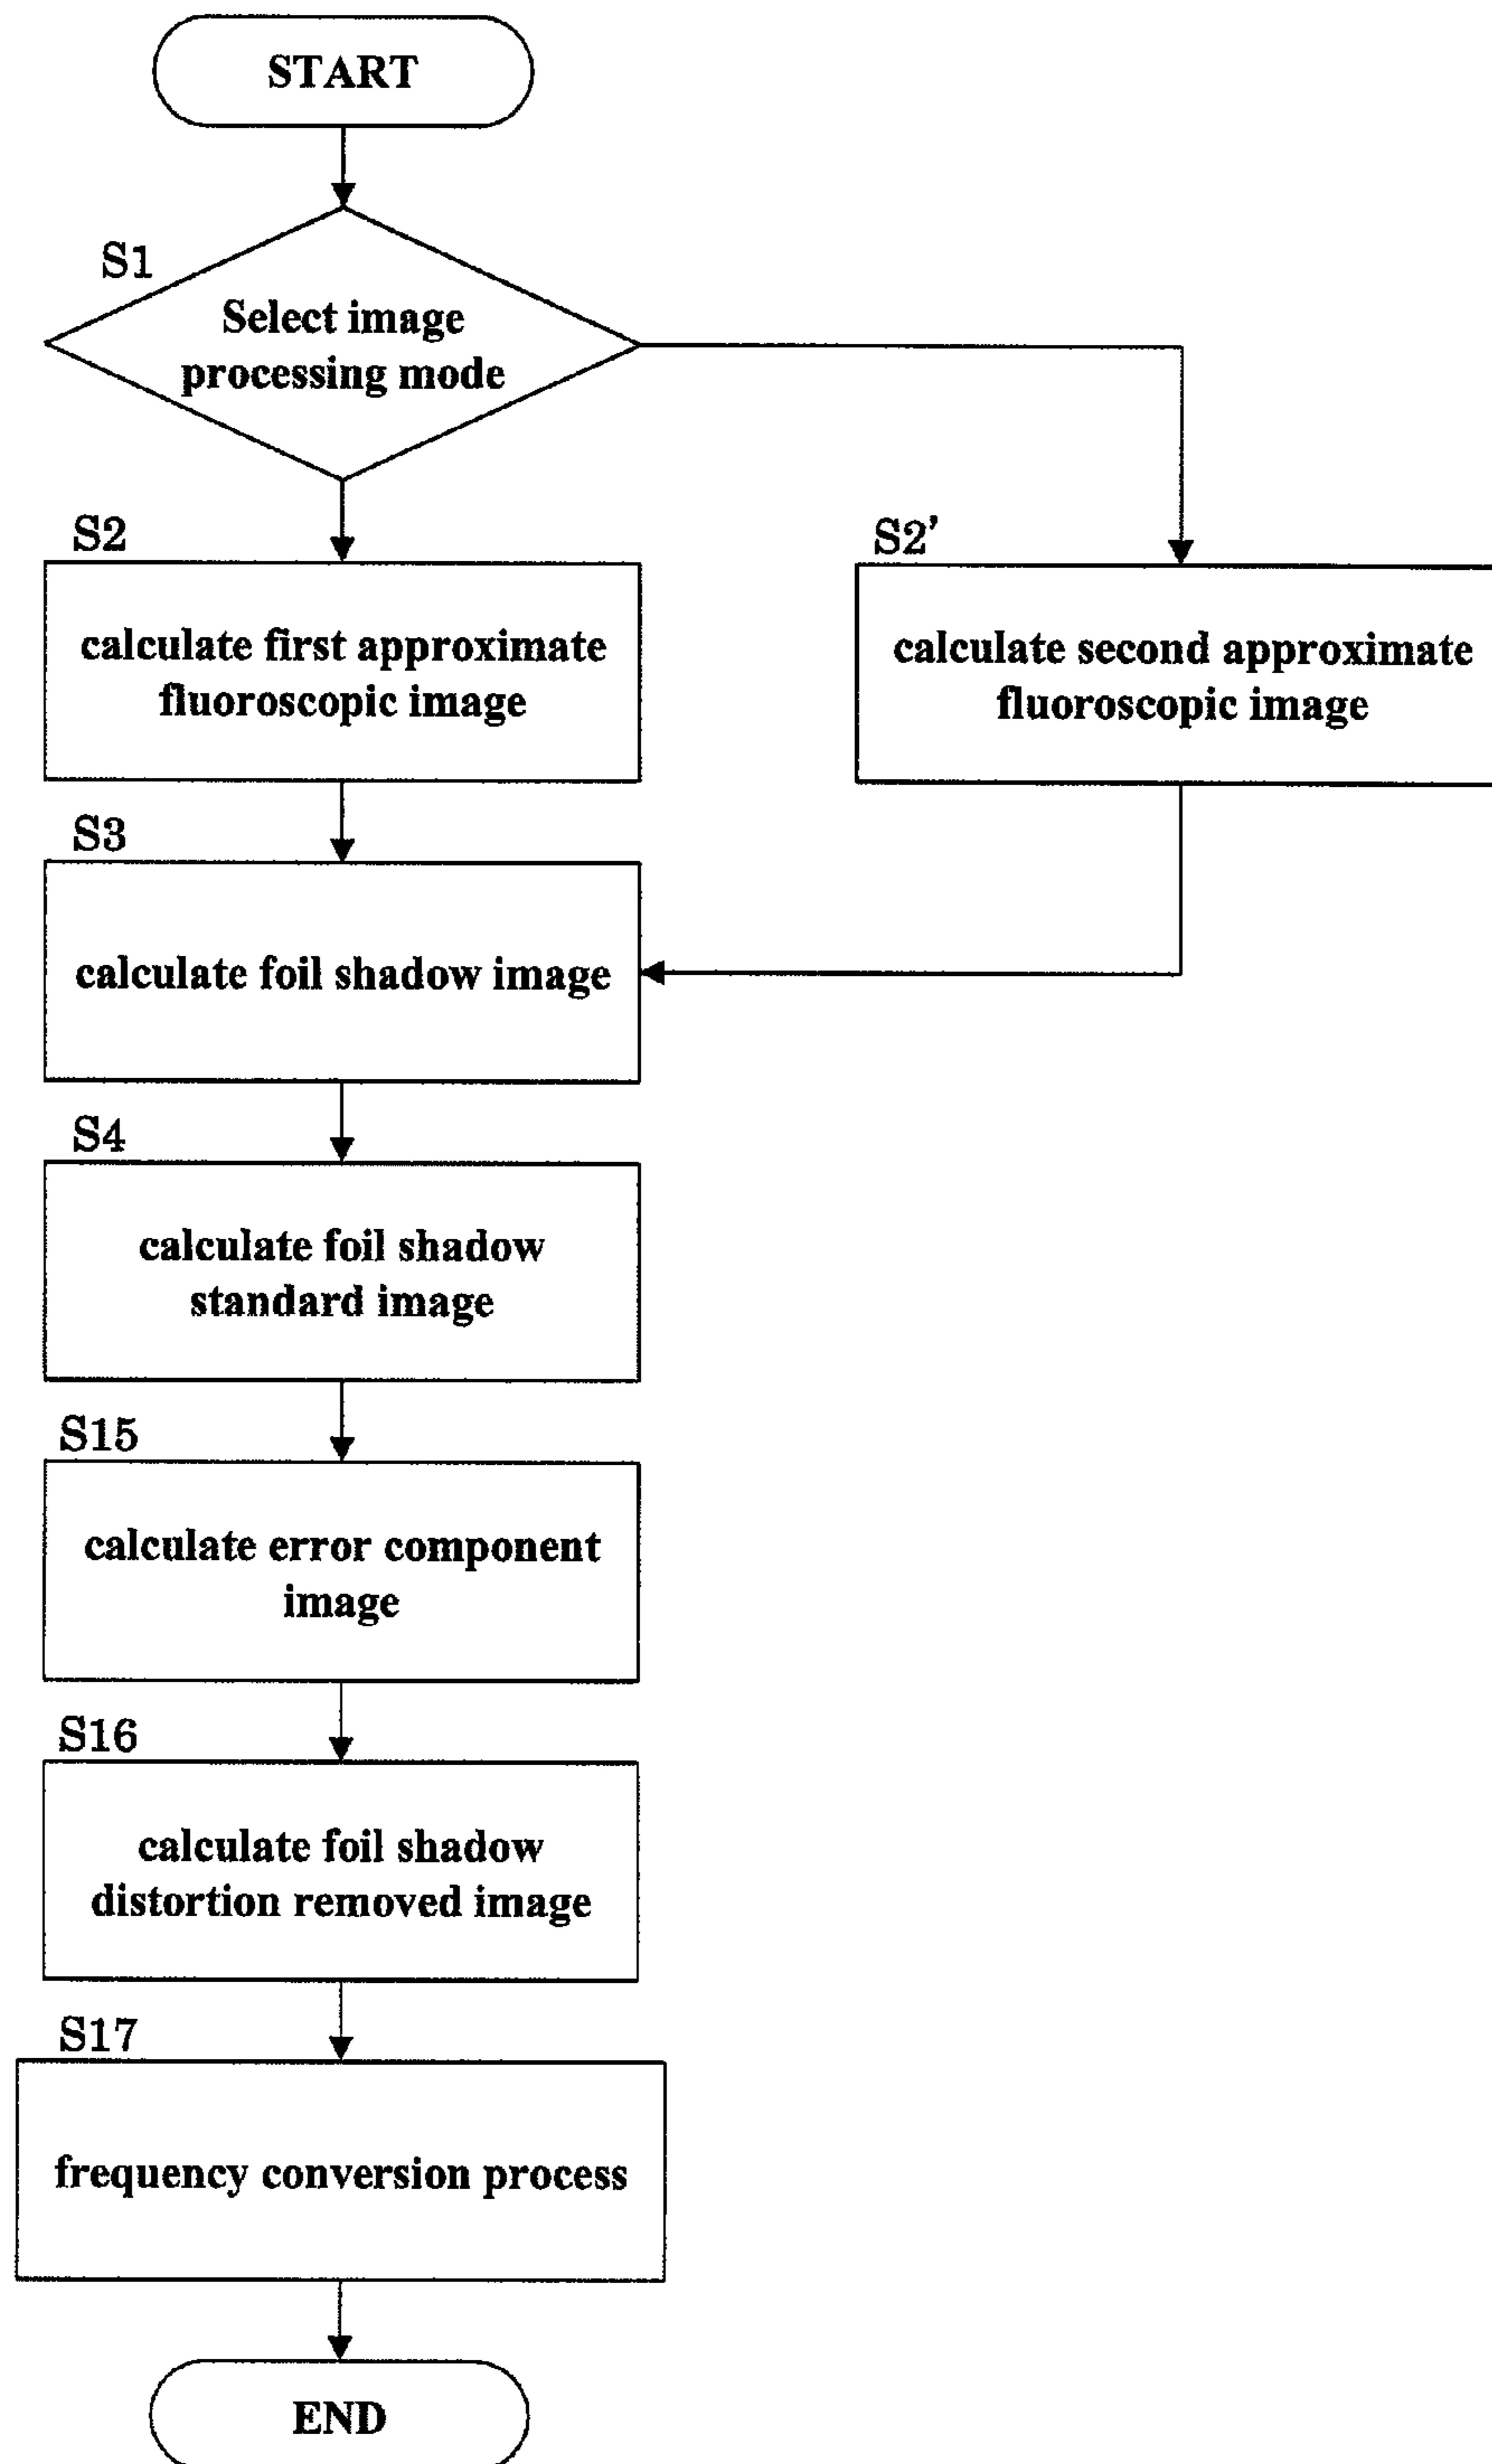 START
S1
Select image
processing mode
S2
calculate first approximate
fluoroscopic image
S2'
calculate second approximate
fluoroscopic image
S3
calculate foil shadow image
S4
calculate foil shadow
standard image
S15
calculate error component
image
S16
calculate foil shadow
distortion removed image
S17
frequency conversion process
END